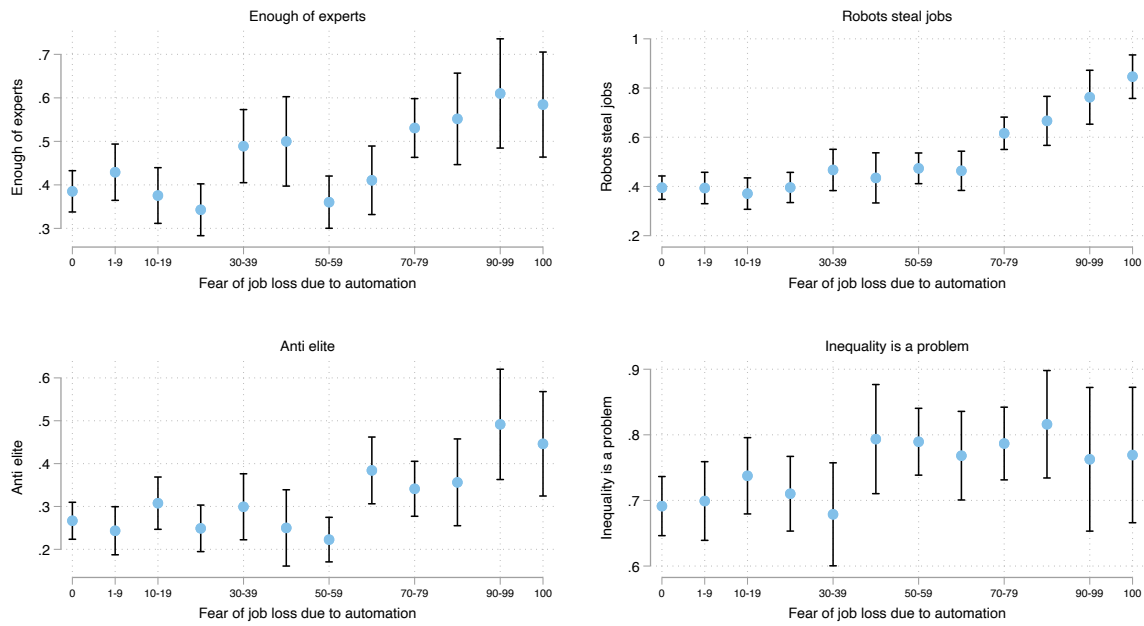 Enough of experts
Enough of experts
.7
.6
.5
.4
.3
0 1-9 10-19 30-39 50-59 70-79 90-99 100
Fear of job loss due to automation
Robots steal jobs
Robots steal jobs
1
.8
.6
.4
.2
0 1-9 10-19 30-39 50-59 70-79 90-99 100
Fear of job loss due to automation
Anti elite
Anti elite
.6
.5
.4
.3
.2
0 1-9 10-19 30-39 50-59 70-79 90-99 100
Fear of job loss due to automation
Inequality is a problem
Inequality is a problem
.9
.8
.7
.6
0 1-9 10-19 30-39 50-59 70-79 90-99 100
Fear of job loss due to automation